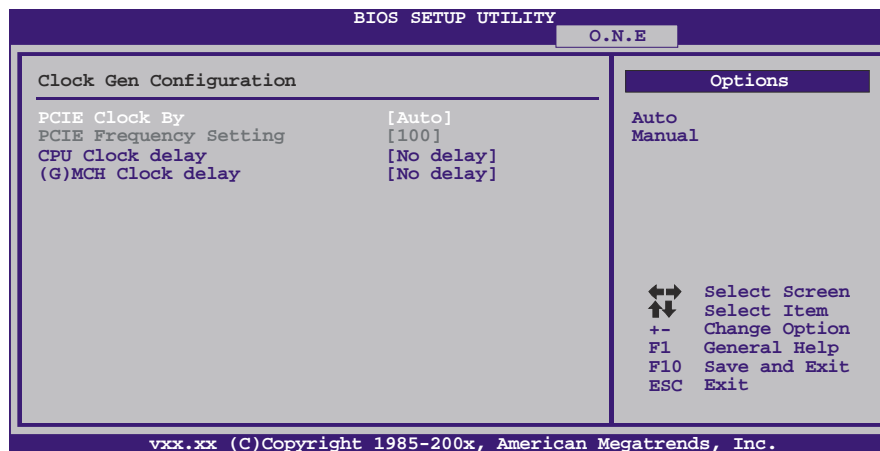 BIOS SETUP UTILITY
O.N.E
Clock Gen Configuration
PCIE Clock By [Auto]
PCIE Frequency Setting [100]
CPU Clock delay [No delay]
(G)MCH Clock delay [No delay]
Options
Auto
Manual
Select Screen
Select Item
+- Change Option
F1 General Help
F10 Save and Exit
ESC Exit
vxx.xx (C)Copyright 1985-200x, American Megatrends, Inc.